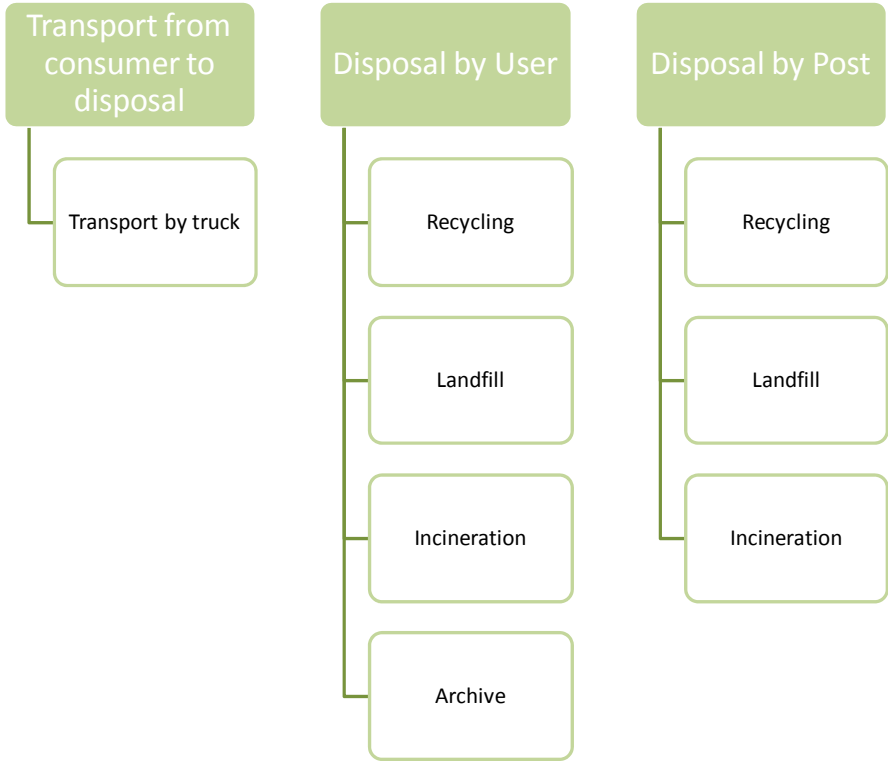 Transport from
consumer to
disposal
Transport by truck
Disposal by User
Recycling
Landfill
Incineration
Archive
Disposal by Post
Recycling
Landfill
Incineration